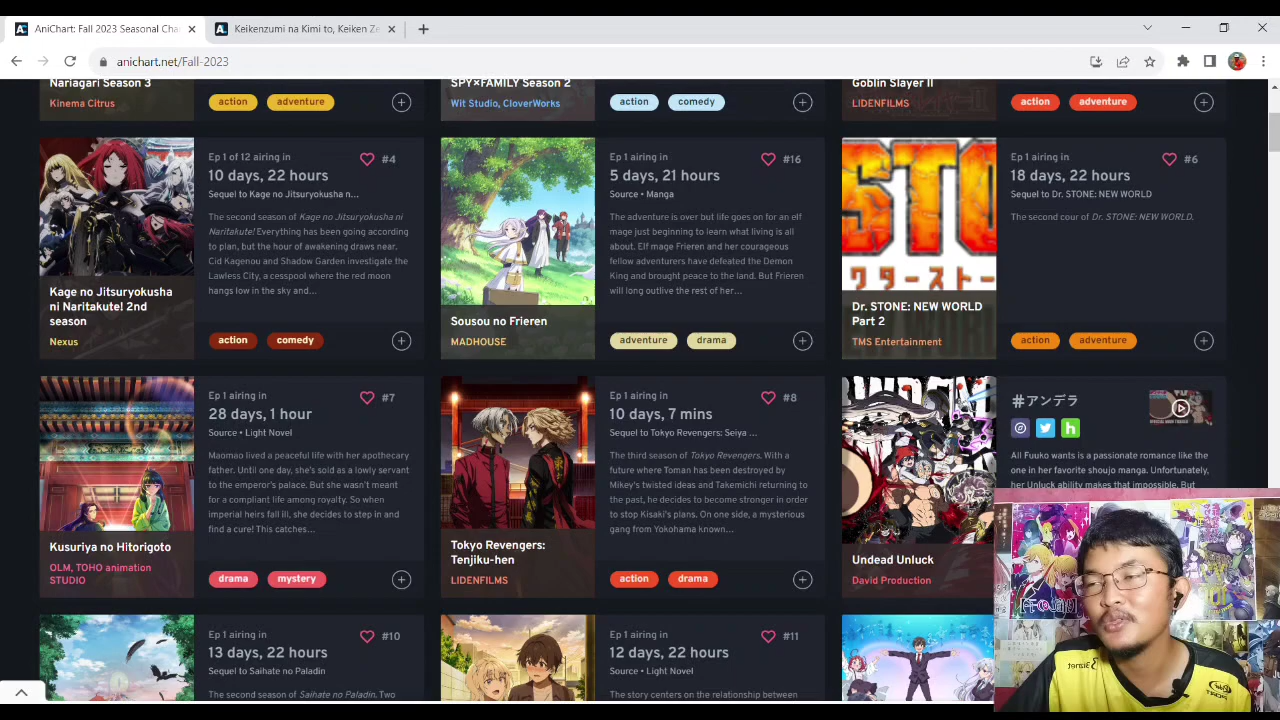 AniChart: Fall 2023 Seasonal Cha
Keikenzumi na Kimi to, Keiken Ze
anichart.net/Fall-2023
Nariagari Season 3
Kinema Citrus
action
adventure
SPY×FAMILY Season 2
Wit Studio, CloverWorks
action
comedy
Goblin Slayer II
LIDENFILMS
action
adventure
Ep 1 of 12 airing in
#4
10 days, 22 hours
Sequel to Kage no Jitsuryokusha n...
The second season of Kage no Jitsuryokusha ni
Naritakute! Everything has been going according
to plan, but the hour of awakening draws near.
Cid Kagenou and Shadow Garden investigate the
Lawless City, a cesspool where the red moon
hangs low in the sky and...
Kage no Jitsuryokusha
ni Naritakute! 2nd
season
Nexus
action
comedy
Ep 1 airing in
#16
5 days, 21 hours
Source • Manga
The adventure is over but life goes on for an elf
mage just beginning to learn what living is all
about. Elf mage Frieren and her courageous
fellow adventurers have defeated the Demon
King and brought peace to the land. But Frieren
will long outlive the rest of her...
Sousou no Frieren
MADHOUSE
adventure
drama
STO
クターストー
Ep 1 airing in
#6
18 days, 22 hours
Sequel to Dr. STONE: NEW WORLD
The second cour of Dr. STONE: NEW WORLD.
Dr. STONE: NEW WORLD
Part 2
TMS Entertainment
action
adventure
Ep 1 airing in
#7
28 days, 1 hour
Source • Light Novel
Maomao lived a peaceful life with her apothecary
father. Until one day, she's sold as a lowly servant
to the emperor's palace. But she wasn't meant
for a compliant life among royalty. So when
imperial heirs fall ill, she decides to step in and
find a cure! This catches...
Kusuriya no Hitorigoto
OLM, TOHO animation
STUDIO
drama
mystery
Ep 1 airing in
#8
10 days, 7 mins
Sequel to Tokyo Revengers: Seiya ...
The third season of Tokyo Revengers. With a
future where Toman has been destroyed by
Mikey's twisted ideas and Takemichi returning to
the past, he decides to become stronger in order
to stop Kisaki's plans. On one side, a mysterious
gang from Yokohama known...
Tokyo Revengers:
Tenjiku-hen
LIDENFILMS
action
drama
#アンデラ
All Fuuko wants is a passionate romance like the
one in her favorite shoujo manga. Unfortunately,
her Unluck ability makes that impossible. But
Undead Unluck
David Production
Ep 1 airing in
#10
13 days, 22 hours
Sequel to Saihate no Paladin
The second season of Saihate no Paladin. Two
Ep 1 airing in
#11
12 days, 22 hours
Source • Light Novel
The story centers on the relationship between